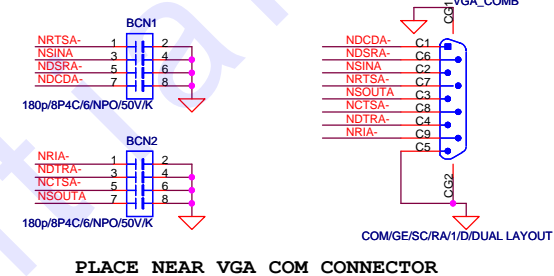 BCN1
NRTSA- 1 2
NSINA 3 4
NDSRA- 5 6
NDCDA- 7 8
180p/8P4C/6/NPO/50V/K
BCN2
NRIA- 1 2
NDTRA- 3 4
NCTSA- 5 6
NSOUTA 7 8
180p/8P4C/6/NPO/50V/K
VGA_COMB
CG1
NDCDA- C1
NDSRA- C6
NSINA C2
NRTSA- C7
NSOUTA C3
NCTSA- C8
NDTRA- C4
NRIA- C9
C5
CG2
COM/GE/SC/RA/1/D/DUAL LAYOUT
PLACE NEAR VGA COM CONNECTOR